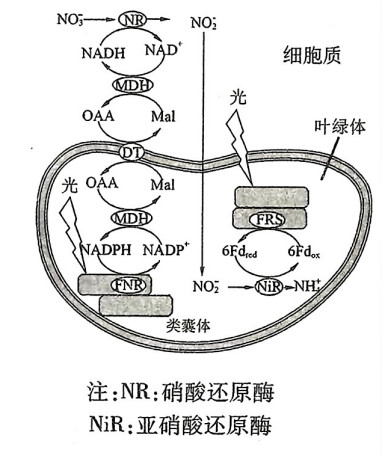 NO₃⁻ NR NO₂⁻
NADH NAD⁺
细胞质
MDH
光
OAA Mal
叶绿体
DT
光 OAA Mal
MDH FRS
NADPH NADP⁺ 6Fdred 6Fdox
FNR NO₂⁻ NiR NH₄⁺
类囊体
注:NR:硝酸还原酶
NiR:亚硝酸还原酶